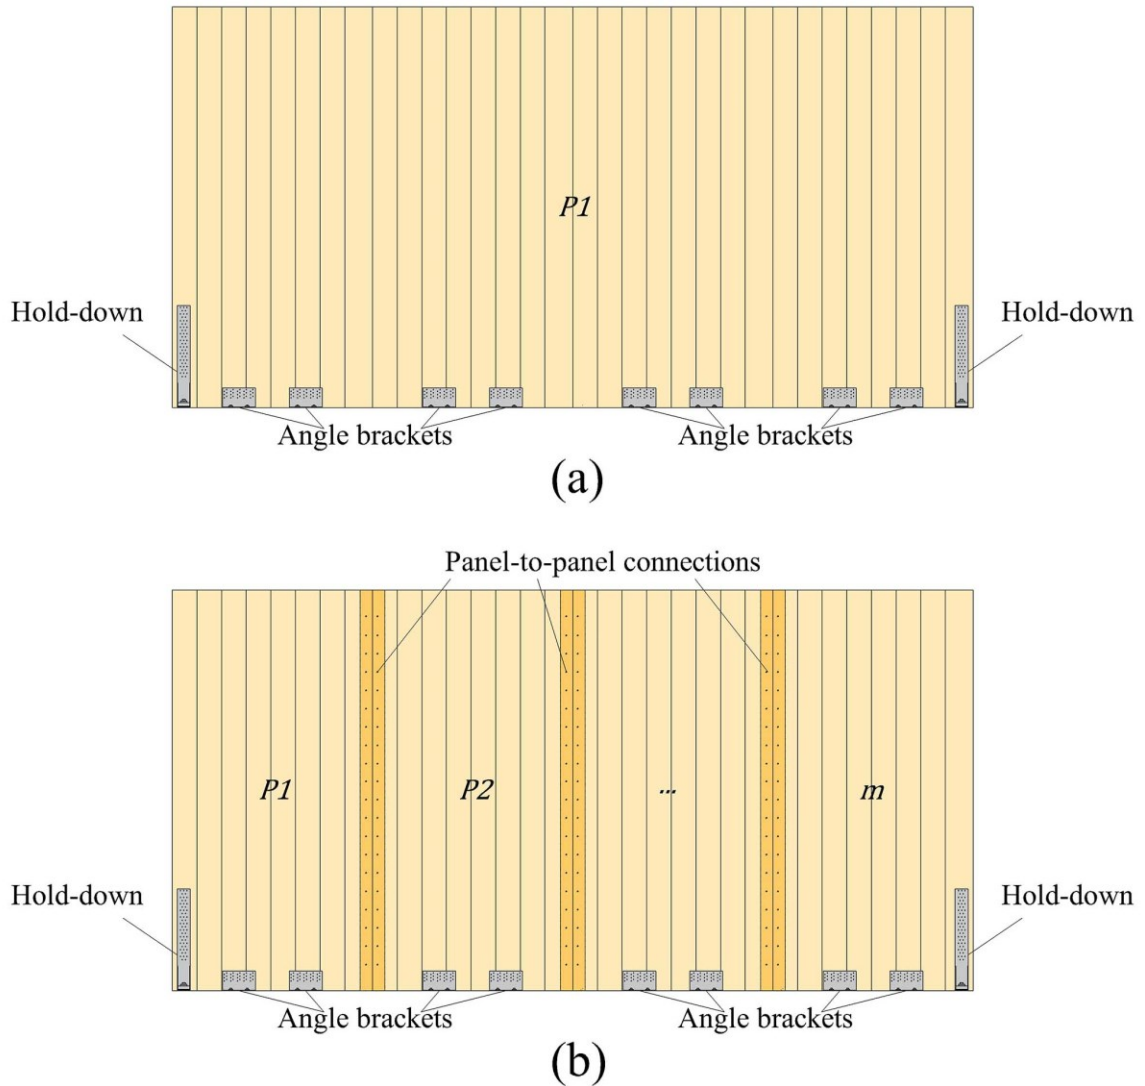 P1
Hold-down
Hold-down
Angle brackets
Angle brackets
(a)
Panel-to-panel connections
P1
P2
...
m
Hold-down
Hold-down
Angle brackets
Angle brackets
(b)